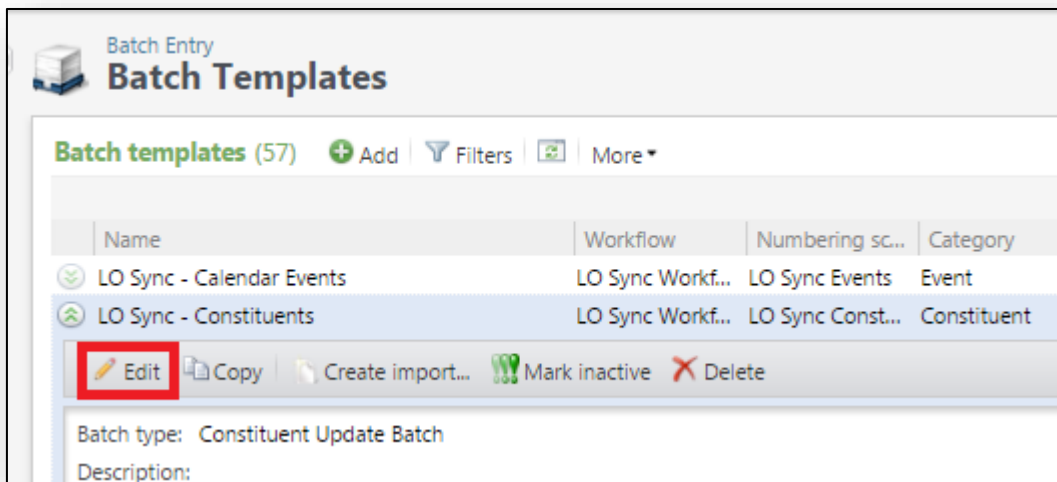 Batch Entry
Batch Templates
Batch templates (57) Add Filters More
Name Workflow Numbering sc... Category
LO Sync - Calendar Events LO Sync Workf... LO Sync Events Event
LO Sync - Constituents LO Sync Workf... LO Sync Const... Constituent
Edit Copy Create import... Mark inactive Delete
Batch type: Constituent Update Batch
Description: